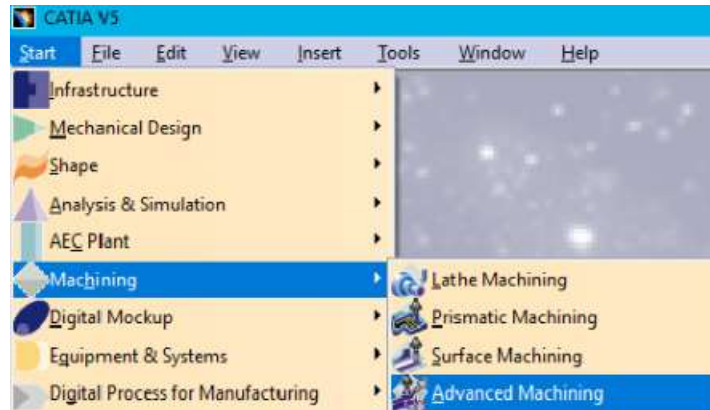 CATIA V5
Start File Edit View Insert Tools Window Help
Infrastructure
Mechanical Design
Shape
Analysis & Simulation
AEC Plant
Machining
Lathe Machining
Digital Mockup
Prismatic Machining
Equipment & Systems
Surface Machining
Digital Process for Manufacturing
Advanced Machining